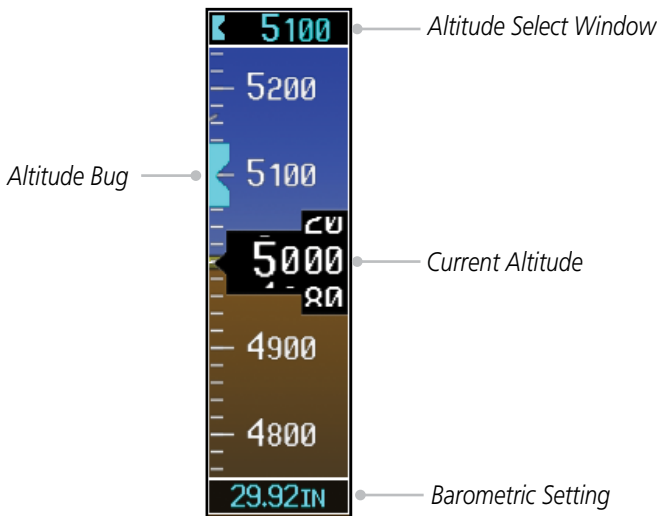 5100
Altitude Select Window
5200
Altitude Bug
5100
20
5000
Current Altitude
80
4900
4800
29.92IN
Barometric Setting